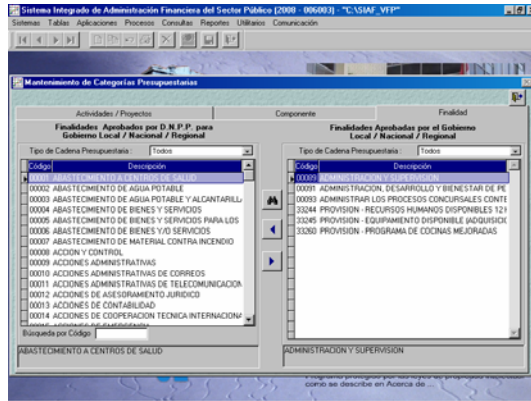 Sistema Integrado de Administración Financiera del Sector Público [2008 - 006003] - "C:\SIAF_VFP"
Sistemas Tablas Aplicaciones Procesos Consultas Reportes Utilitarios Comunicación
Mantenimiento de Categorías Presupuestarias
Actividades / Proyectos Componente Finalidad
Finalidades Aprobados por D.N.P.P. para
Gobierno Local / Nacional / Regional
Tipo de Cadena Presupuestaria : Todos
Código Descripción
00001 ABASTECIMIENTO A CENTROS DE SALUD
00002 ABASTECIMIENTO DE AGUA POTABLE
00003 ABASTECIMIENTO DE AGUA POTABLE Y ALCANTARILL
00004 ABASTECIMIENTO DE BIENES Y SERVICIOS
00005 ABASTECIMIENTO DE BIENES Y SERVICIOS PARA LOS
00006 ABASTECIMIENTO DE BIENES Y/O SERVICIOS
00007 ABASTECIMIENTO DE MATERIAL CONTRA INCENDIO
00008 ACCION Y CONTROL
00009 ACCIONES ADMINISTRATIVAS
00010 ACCIONES ADMINISTRATIVAS DE CORREOS
00011 ACCIONES ADMINISTRATIVAS DE TELECOMUNICACION
00012 ACCIONES DE ASESORAMIENTO JURIDICO
00013 ACCIONES DE CONTABILIDAD
00014 ACCIONES DE COOPERACION TECNICA INTERNACIONA
00015 ACCIONES DE EMERGENCIA
Búsqueda por Código
ABASTECIMIENTO A CENTROS DE SALUD
Finalidades Aprobadas por el Gobierno
Local / Nacional / Regional
Tipo de Cadena Presupuestaria : Todos
Código Descripción
00009 ADMINISTRACION Y SUPERVISION
00091 ADMINISTRACION, DESARROLLO Y BIENESTAR DE PE
00093 ADMINISTRAR LOS PROCESOS CONCURSALES CONTE
33244 PROVISION - RECURSOS HUMANOS DISPONIBLES 12 H
33245 PROVISION - EQUIPAMIENTO DISPONIBLE (ADQUISICIO
33260 PROVISION - PROGRAMA DE COCINAS MEJORADAS
ADMINISTRACION Y SUPERVISION
como se describe en Acerca de ...